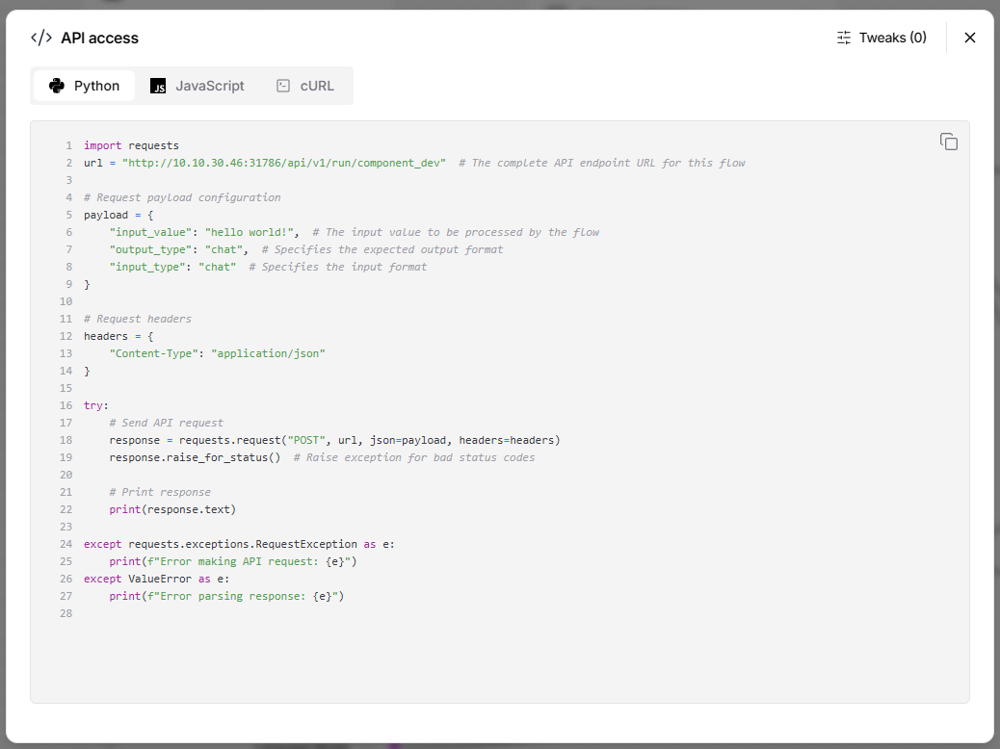 </> API access
Tweaks (0)
Python
JS JavaScript
cURL
1 import requests
2 url = "http://10.10.30.46:31786/api/v1/run/component_dev"  # The complete API endpoint URL for this flow
3
4 # Request payload configuration
5 payload = {
6     "input_value": "hello world!",  # The input value to be processed by the flow
7     "output_type": "chat",  # Specifies the expected output format
8     "input_type": "chat"  # Specifies the input format
9 }
10
11 # Request headers
12 headers = {
13     "Content-Type": "application/json"
14 }
15
16 try:
17     # Send API request
18     response = requests.request("POST", url, json=payload, headers=headers)
19     response.raise_for_status()  # Raise exception for bad status codes
20
21     # Print response
22     print(response.text)
23
24 except requests.exceptions.RequestException as e:
25     print(f"Error making API request: {e}")
26 except ValueError as e:
27     print(f"Error parsing response: {e}")
28